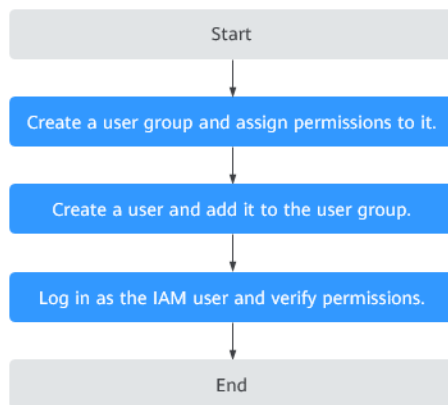 Start
Create a user group and assign permissions to it.
Create a user and add it to the user group.
Log in as the IAM user and verify permissions.
End